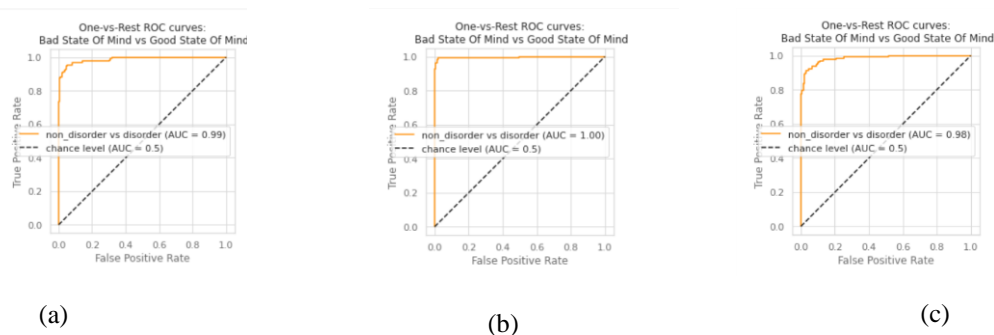 One-vs-Rest ROC curves:
Bad State Of Mind vs Good State Of Mind
True Positive Rate
1.0
0.8
0.6
non_disorder vs disorder (AUC = 0.99)
chance level (AUC = 0.5)
0.4
0.2
0.0
0.0 0.2 0.4 0.6 0.8 1.0
False Positive Rate
(a)
One-vs-Rest ROC curves:
Bad State Of Mind vs Good State Of Mind
True Positive Rate
1.0
0.8
0.6
non_disorder vs disorder (AUC = 1.00)
chance level (AUC = 0.5)
0.4
0.2
0.0
0.0 0.2 0.4 0.6 0.8 1.0
False Positive Rate
(b)
One-vs-Rest ROC curves:
Bad State Of Mind vs Good State Of Mind
True Positive Rate
1.0
0.8
0.6
non_disorder vs disorder (AUC = 0.98)
chance level (AUC = 0.5)
0.4
0.2
0.0
0.0 0.2 0.4 0.6 0.8 1.0
False Positive Rate
(c)